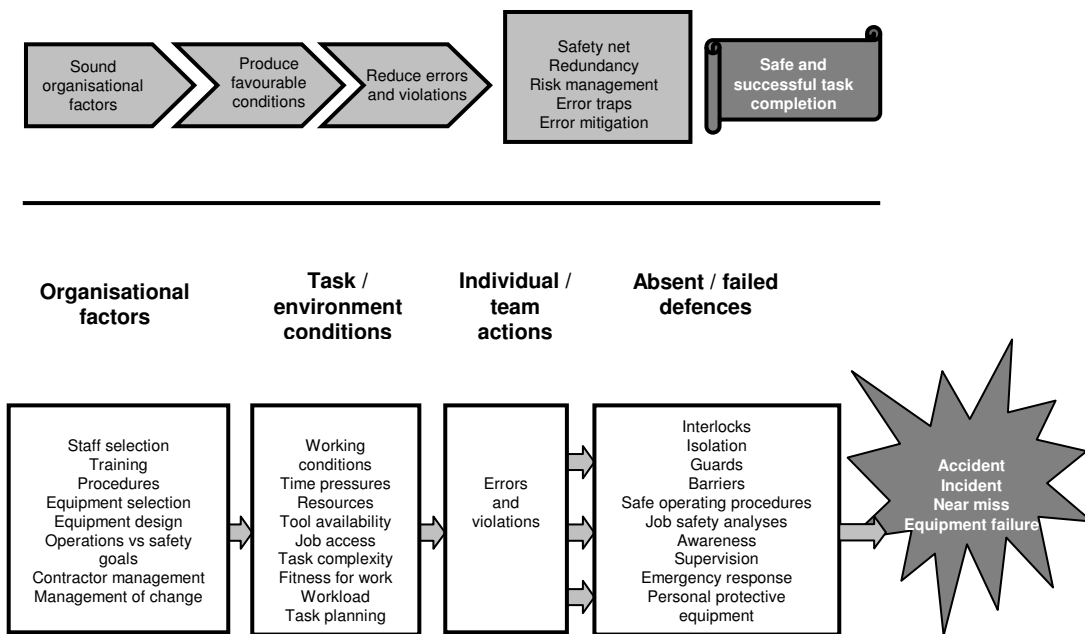 Sound
organisational
factors
Produce
favourable
conditions
Reduce errors
and violations
Safety net
Redundancy
Risk management
Error traps
Error mitigation
Safe and
successful task
completion
Organisational
factors
Task /
environment
conditions
Individual /
team
actions
Absent / failed
defences
Staff selection
Training
Procedures
Equipment selection
Equipment design
Operations vs safety
goals
Contractor management
Management of change
Working
conditions
Time pressures
Resources
Tool availability
Job access
Task complexity
Fitness for work
Workload
Task planning
Errors
and
violations
Interlocks
Isolation
Guards
Barriers
Safe operating procedures
Job safety analyses
Awareness
Supervision
Emergency response
Personal protective
equipment
Accident
Incident
Near miss
Equipment failure